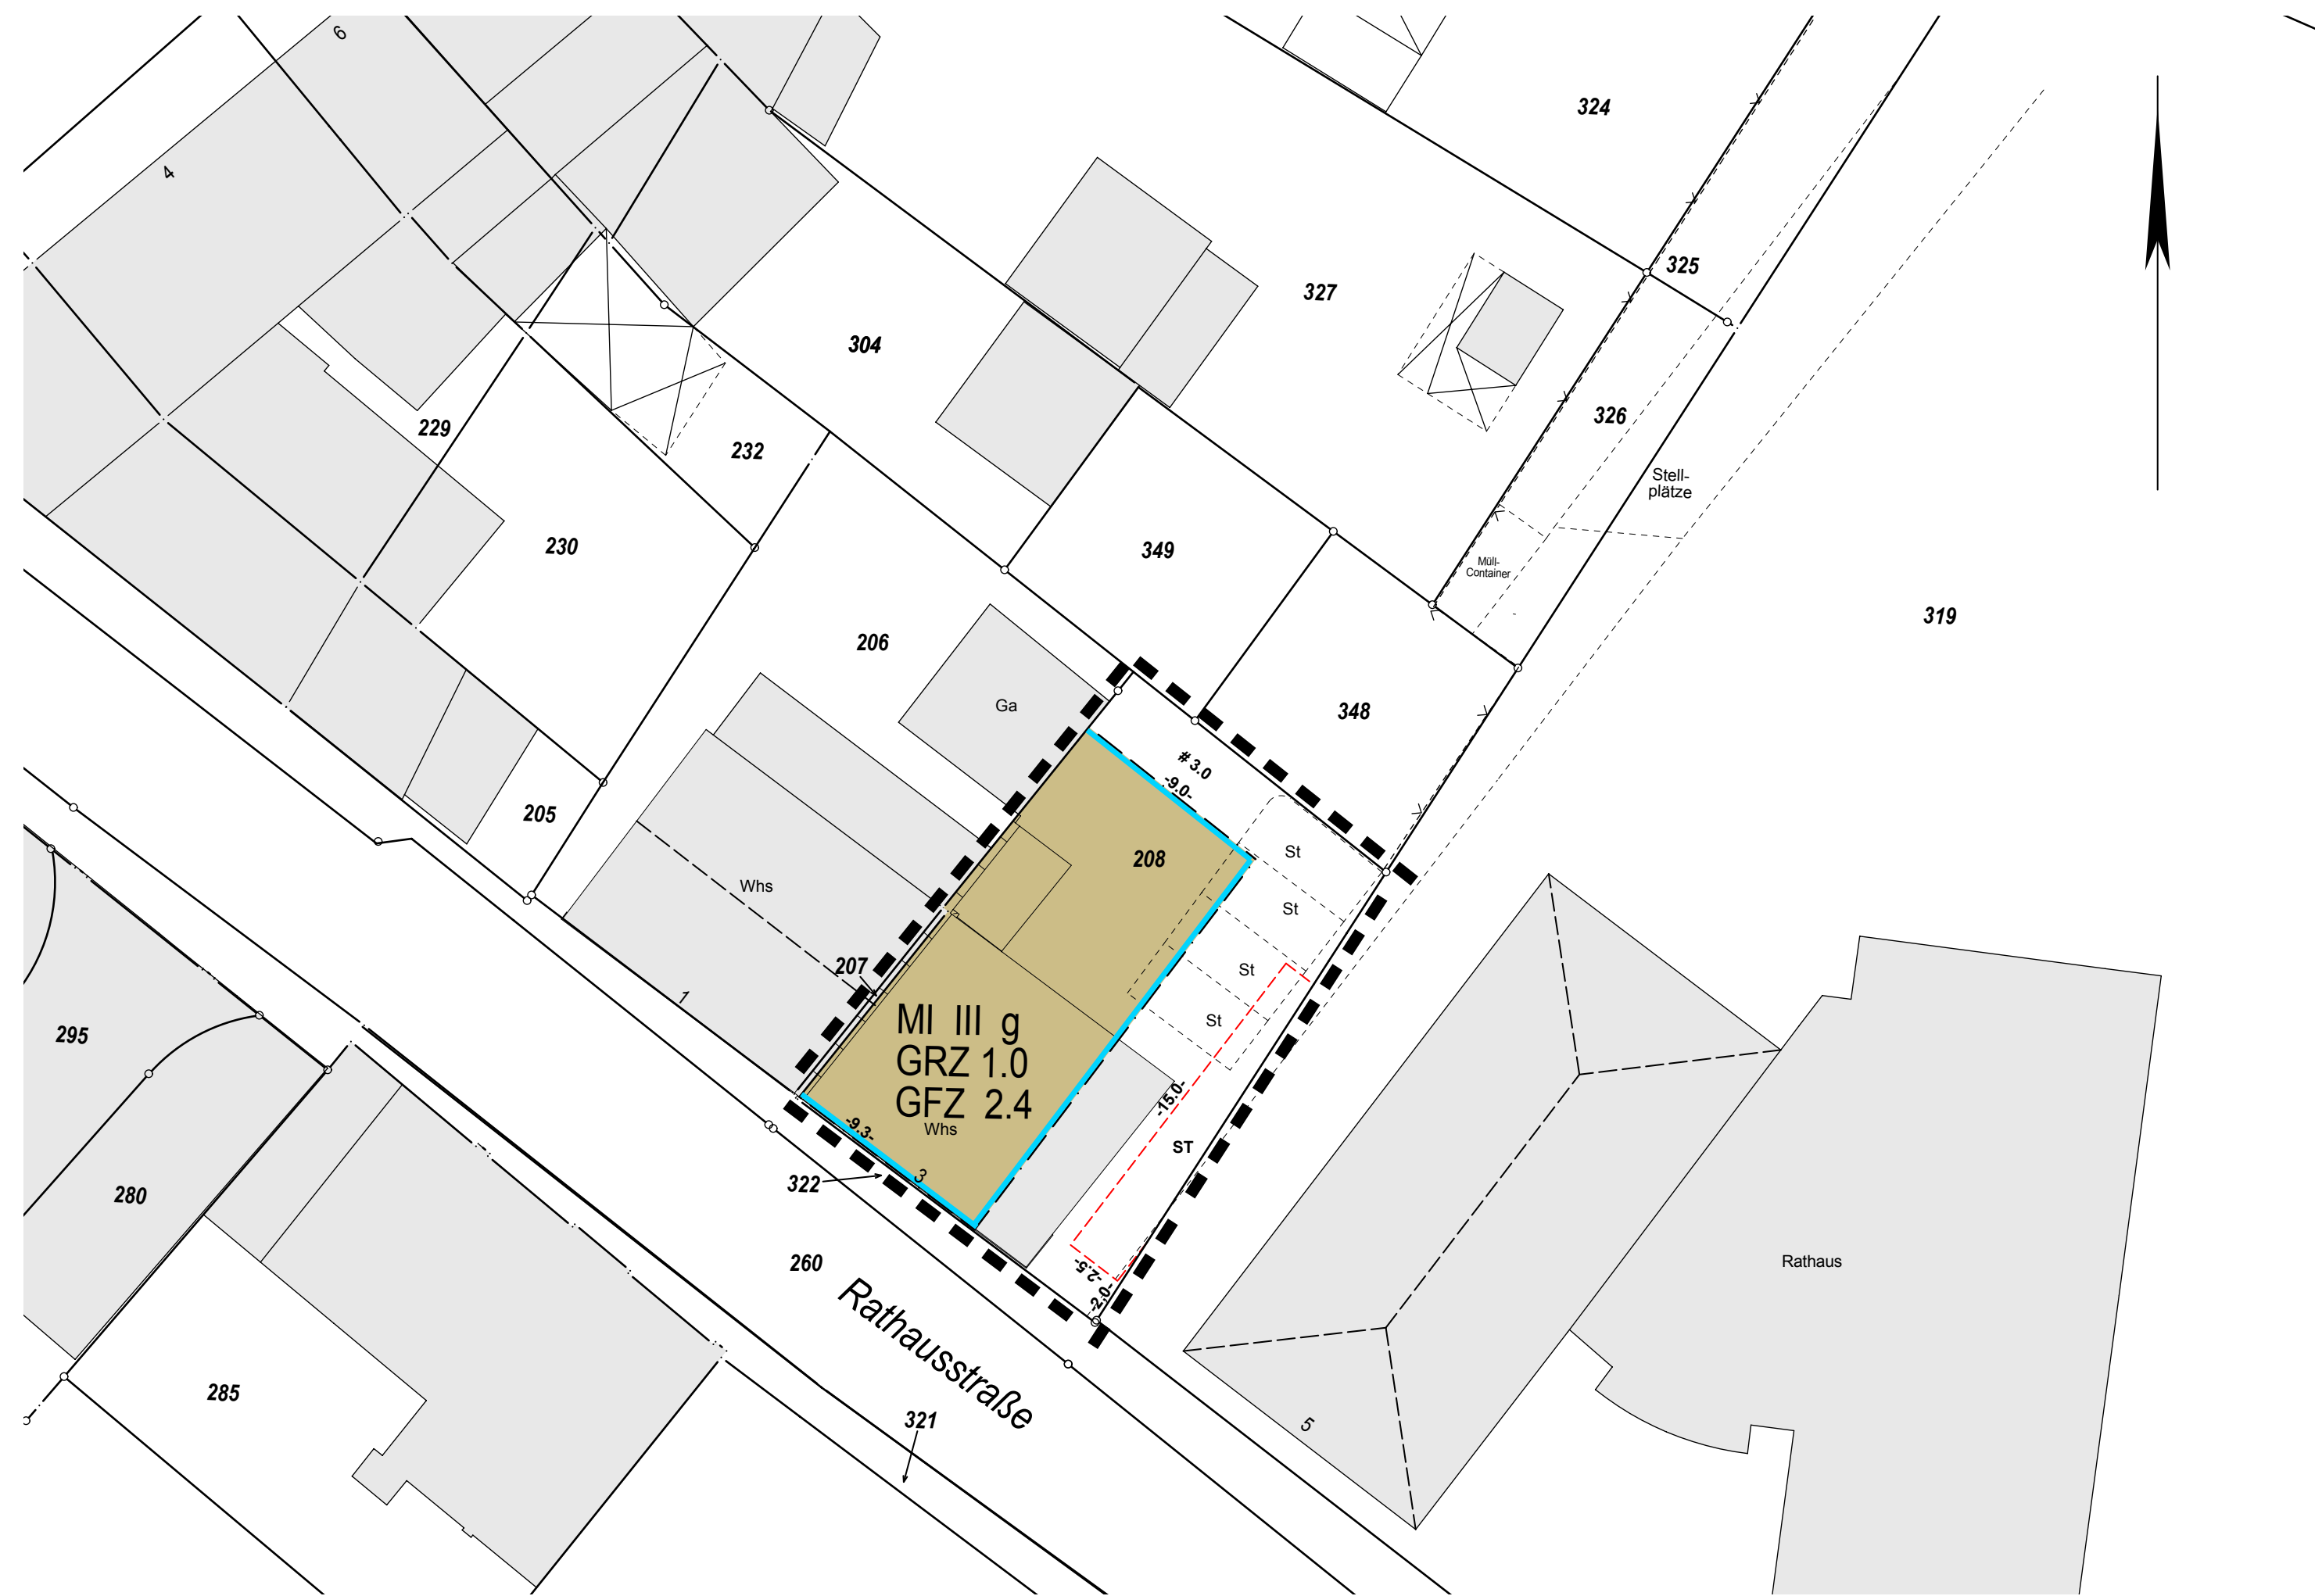 6
4
324
325
327
304
326
229
232
Stell-
plätze
230
349
Müll-
Container
319
206
Ga
348
# 3.0
-9.0-
205
208
St
Whs
St
207
St
1
MI III g
St
295
GRZ 1.0
GFZ 2.4
-15.0-
-9.3-
Whs
ST
3
322
280
260
-2.5-
-2,0-
Rathaus
Rathausstraße
285
321
5